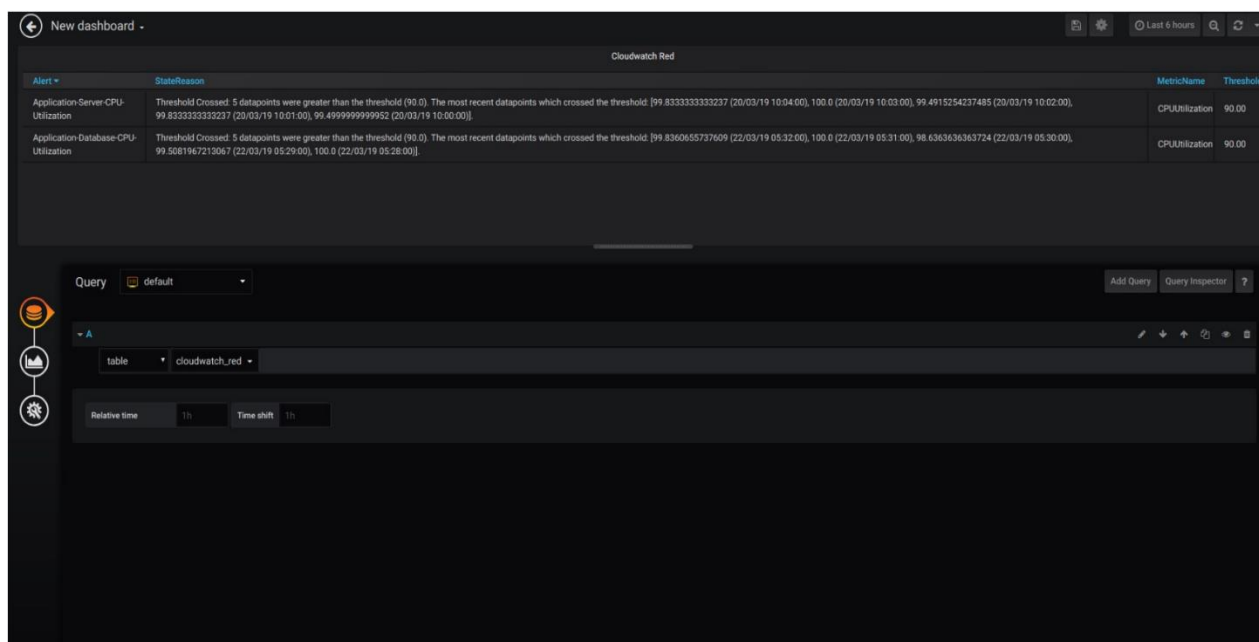 New dashboard
Last 6 hours
Cloudwatch Red
Alert StateReason MetricName Threshold
Application-Server-CPU-
Utilization
Threshold Crossed: 5 datapoints were greater than the threshold (90.0). The most recent datapoints which crossed the threshold: [99.8333333333237 (20/03/19 10:04:00), 100.0 (20/03/19 10:03:00), 99.4915254237485 (20/03/19 10:02:00),
99.8333333333237 (20/03/19 10:01:00), 99.4999999999952 (20/03/19 10:00:00)].
CPUUtilization 90.00
Application-Database-CPU-
Utilization
Threshold Crossed: 5 datapoints were greater than the threshold (90.0). The most recent datapoints which crossed the threshold: [99.8360655737609 (22/03/19 05:32:00), 100.0 (22/03/19 05:31:00), 98.6363636363724 (22/03/19 05:30:00),
99.5081967213067 (22/03/19 05:29:00), 100.0 (22/03/19 05:28:00)].
CPUUtilization 90.00
Query default Add Query Query Inspector ?
A
table cloudwatch_red
Relative time 1h Time shift 1h